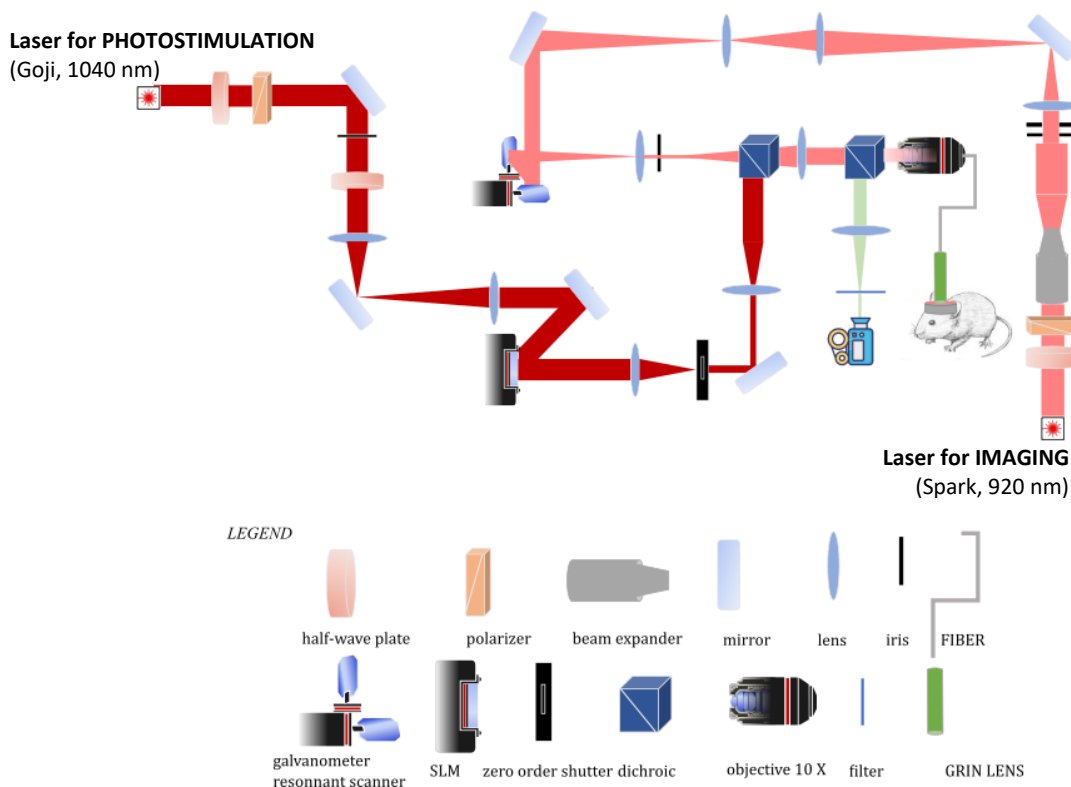 Laser for PHOTOSTIMULATION
(Goji, 1040 nm)
Laser for IMAGING
(Spark, 920 nm)
LEGEND
half-wave plate
polarizer
beam expander
mirror
lens
iris
FIBER
galvanometer
resonnant scanner
SLM
zero order shutter
dichroic
objective 10 X
filter
GRIN LENS